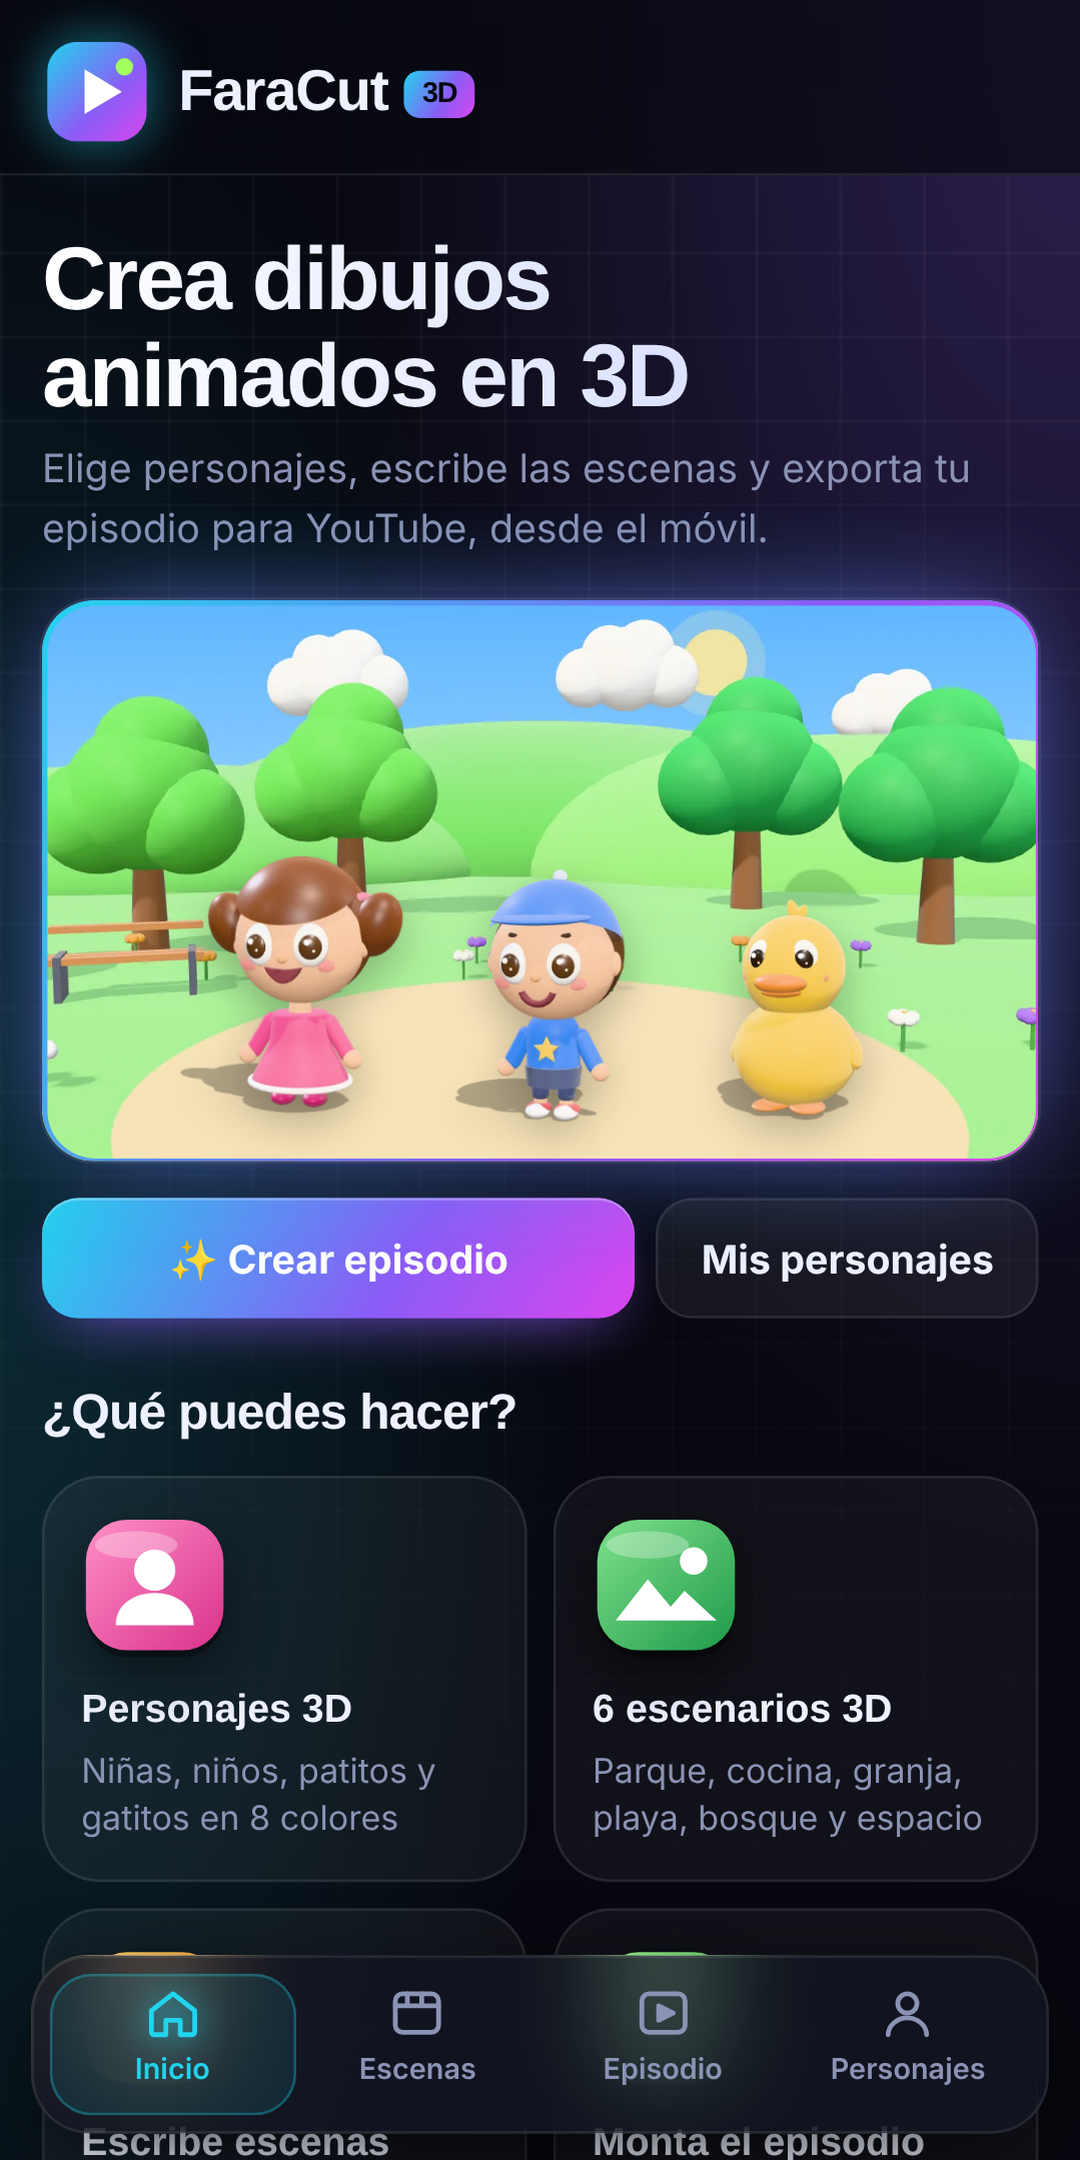 FaraCut 3D
Crea dibujos
animados en 3D
Elige personajes, escribe las escenas y exporta tu
episodio para YouTube, desde el móvil.
✨ Crear episodio
Mis personajes
¿Qué puedes hacer?
Personajes 3D
Niñas, niños, patitos y
gatitos en 8 colores
6 escenarios 3D
Parque, cocina, granja,
playa, bosque y espacio
Inicio
Escenas
Episodio
Personajes
Escribe escenas
Monta el episodio